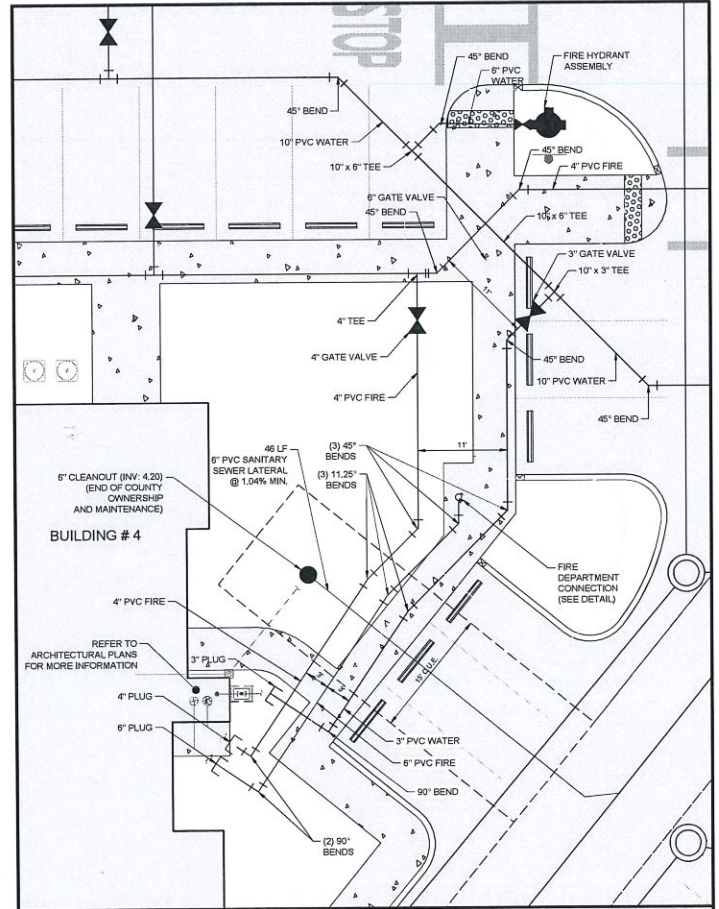 STOP
45° BEND
6" PVC
WATER
FIRE HYDRANT
ASSEMBLY
45° BEND
10" PVC WATER
10" x 6" TEE
45° BEND
4" PVC FIRE
6" GATE VALVE
45° BEND
10" x 6" TEE
3" GATE VALVE
10" x 3" TEE
11'
4" TEE
4" GATE VALVE
45° BEND
10" PVC WATER
4" PVC FIRE
45° BEND
11'
46 LF
6" PVC SANITARY
SEWER LATERAL
@ 1.04% MIN.
(3) 45°
BENDS
(3) 11.25°
BENDS
6" CLEANOUT (INV: 4.20)
(END OF COUNTY
OWNERSHIP
AND MAINTENANCE)
BUILDING # 4
FIRE
DEPARTMENT
CONNECTION
(SEE DETAIL)
4" PVC FIRE
REFER TO
ARCHITECTURAL PLANS
FOR MORE INFORMATION
3" PLUG
4" PLUG
6" PLUG
3'
3'
15' C.U.E.
3" PVC WATER
6" PVC FIRE
90° BEND
(2) 90°
BENDS